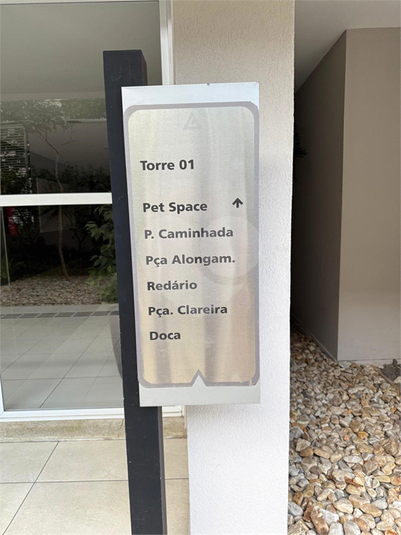 Torre 01
Pet Space ↑
P. Caminhada
Pça Alongam.
Redário
Pça. Clareira
Doca